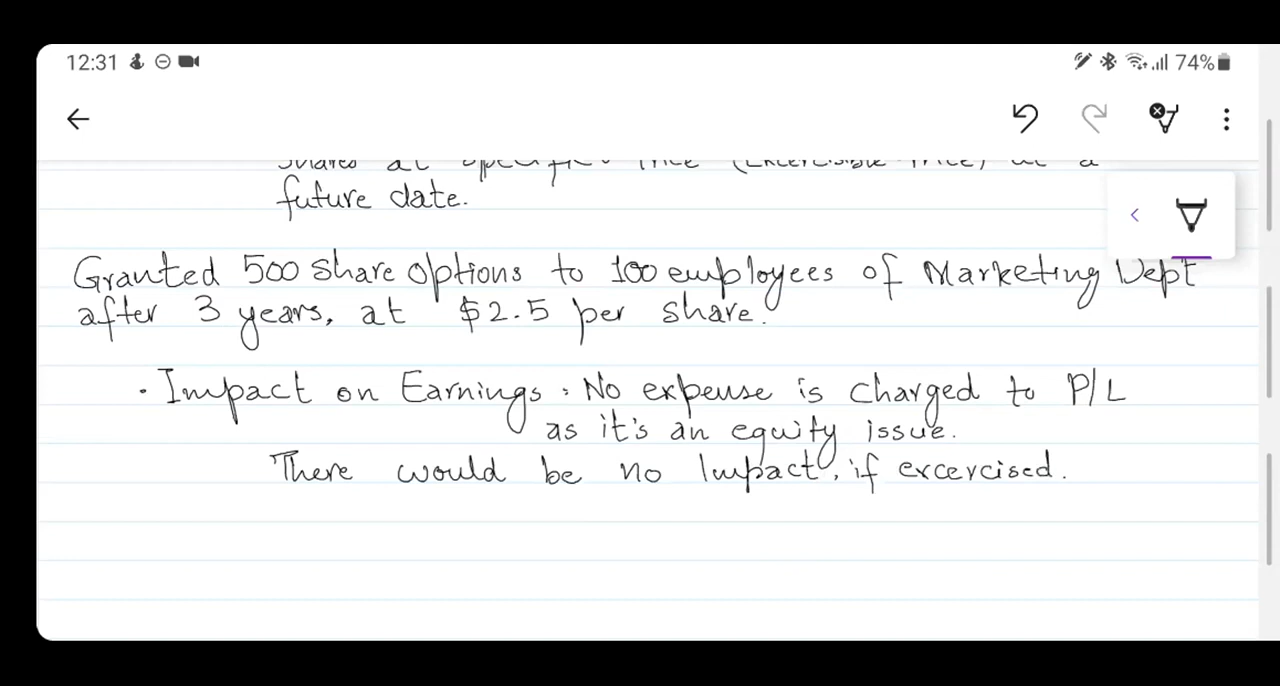 12:31 74%
future date.
Granted 500 Share Options to 100 employees of Marketing Dept
after 3 years, at $2.5 per share.
· Impact on Earnings : No expense is charged to P/L
as it's an equity issue.
There would be no Impact, if excercised.